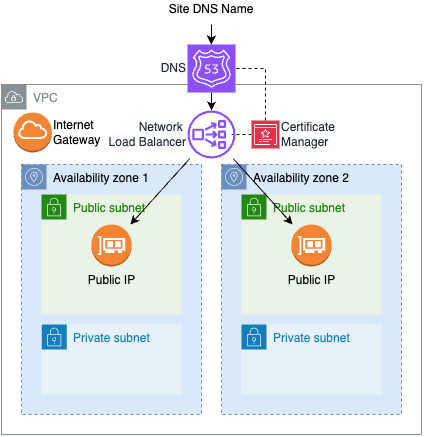 Site DNS Name
DNS
53
VPC
Internet
Gateway
Network
Load Balancer
Certificate
Manager
Availability zone 1
Public subnet
Public IP
Private subnet
Availability zone 2
Public subnet
Public IP
Private subnet